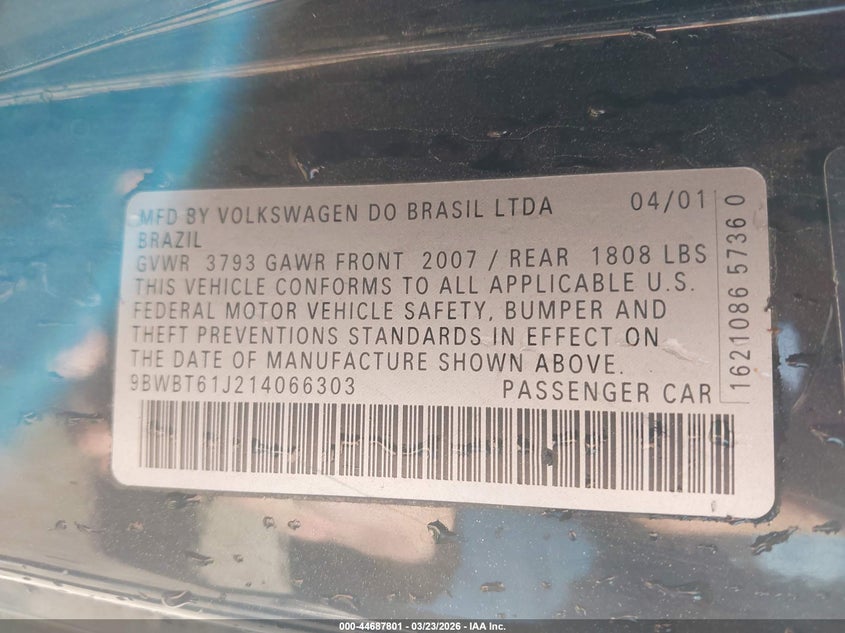 MFD BY VOLKSWAGEN DO BRASIL LTDA 04/01
BRAZIL
GVWR 3793 GAWR FRONT 2007 / REAR 1808 LBS
THIS VEHICLE CONFORMS TO ALL APPLICABLE U.S.
FEDERAL MOTOR VEHICLE SAFETY, BUMPER AND
THEFT PREVENTIONS STANDARDS IN EFFECT ON
THE DATE OF MANUFACTURE SHOWN ABOVE.
9BWBT61J214066303 PASSENGER CAR
1621086 5736 0
000-44687801 - 03/23/2026 - IAA Inc.